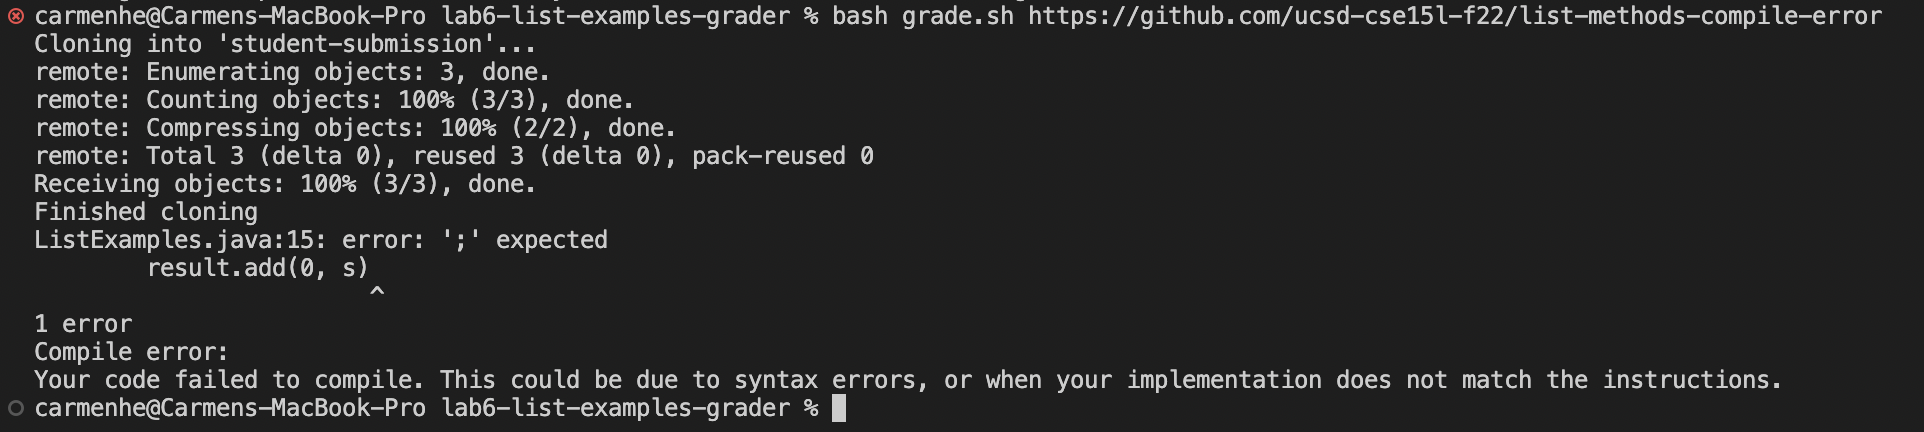 carmenhe@Carmens-MacBook-Pro lab6-list-examples-grader % bash grade.sh https://github.com/ucsd-cse15l-f22/list-methods-compile-error
Cloning into 'student-submission'...
remote: Enumerating objects: 3, done.
remote: Counting objects: 100% (3/3), done.
remote: Compressing objects: 100% (2/2), done.
remote: Total 3 (delta 0), reused 3 (delta 0), pack-reused 0
Receiving objects: 100% (3/3), done.
Finished cloning
ListExamples.java:15: error: ';' expected
        result.add(0, s)
                        ^
1 error
Compile error:
Your code failed to compile. This could be due to syntax errors, or when your implementation does not match the instructions.
carmenhe@Carmens-MacBook-Pro lab6-list-examples-grader %